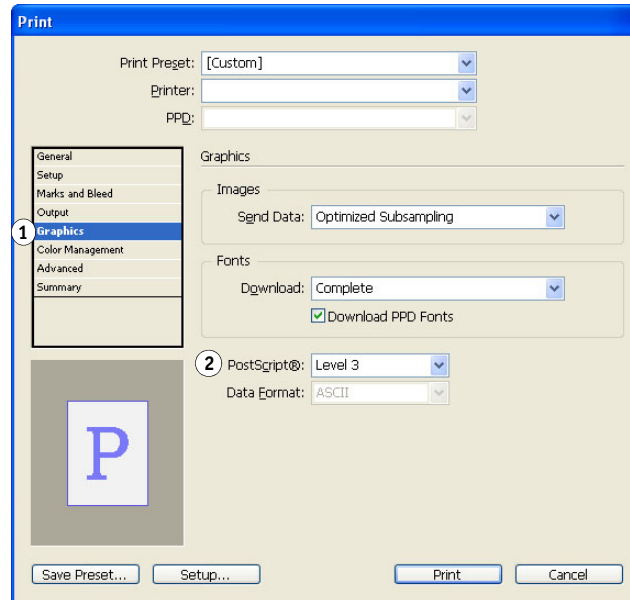 Print
Print Preset: [Custom]
Printer:
PPD:
General
Setup
Marks and Bleed
Output
1 Graphics
Color Management
Advanced
Summary
Graphics
Images
Send Data: Optimized Subsampling
Fonts
Download: Complete
Download PPD Fonts
2 PostScript®: Level 3
Data Format: ASCII
P
Save Preset... Setup... Print Cancel